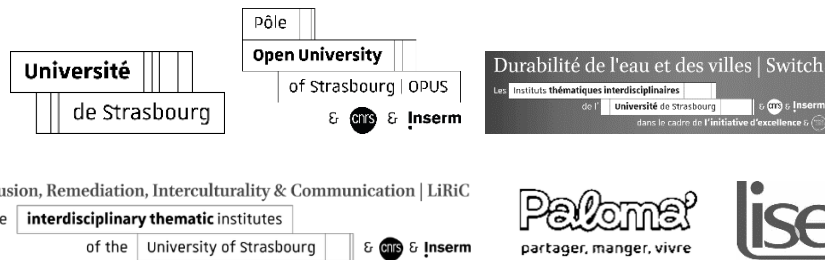 Université
de Strasbourg
Pôle
Open University
of Strasbourg | OPUS
& cnrs & Inserm
Durabilité de l'eau et des villes | Switch
Les Instituts thématiques interdisciplinaires
de l' Université de Strasbourg & cnrs & Inserm
dans le cadre de l'initiative d'excellence &
Remediation, Interculturality & Communication | LiRiC
interdisciplinary thematic institutes
of the University of Strasbourg & cnrs & Inserm
Paloma'
partager, manger, vivre
lise